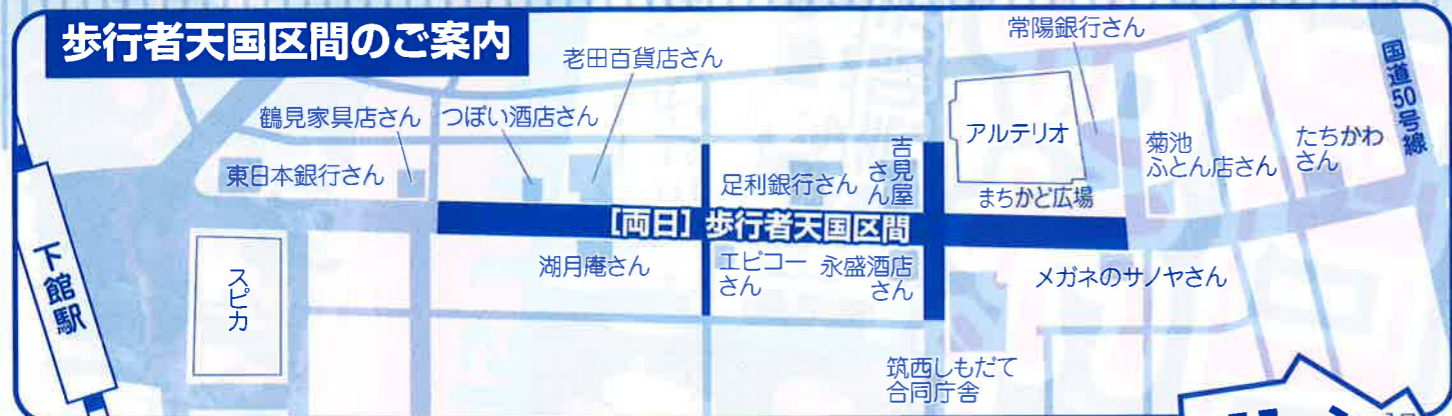 歩行者天国区間のご案内
常陽銀行さん
老田百貨店さん
国道50号線
鶴見家具店さん
つぼい酒店さん
アルテリオ
菊池
ふとん店さん
たちかわ
さん
東日本銀行さん
足利銀行さん
吉見屋
さん
まちかど広場
[両日] 歩行者天国区間
下館駅
スピカ
湖月庵さん
エビコー
さん
永盛酒店
さん
メガネのサノヤさん
筑西しもだて
合同庁舎